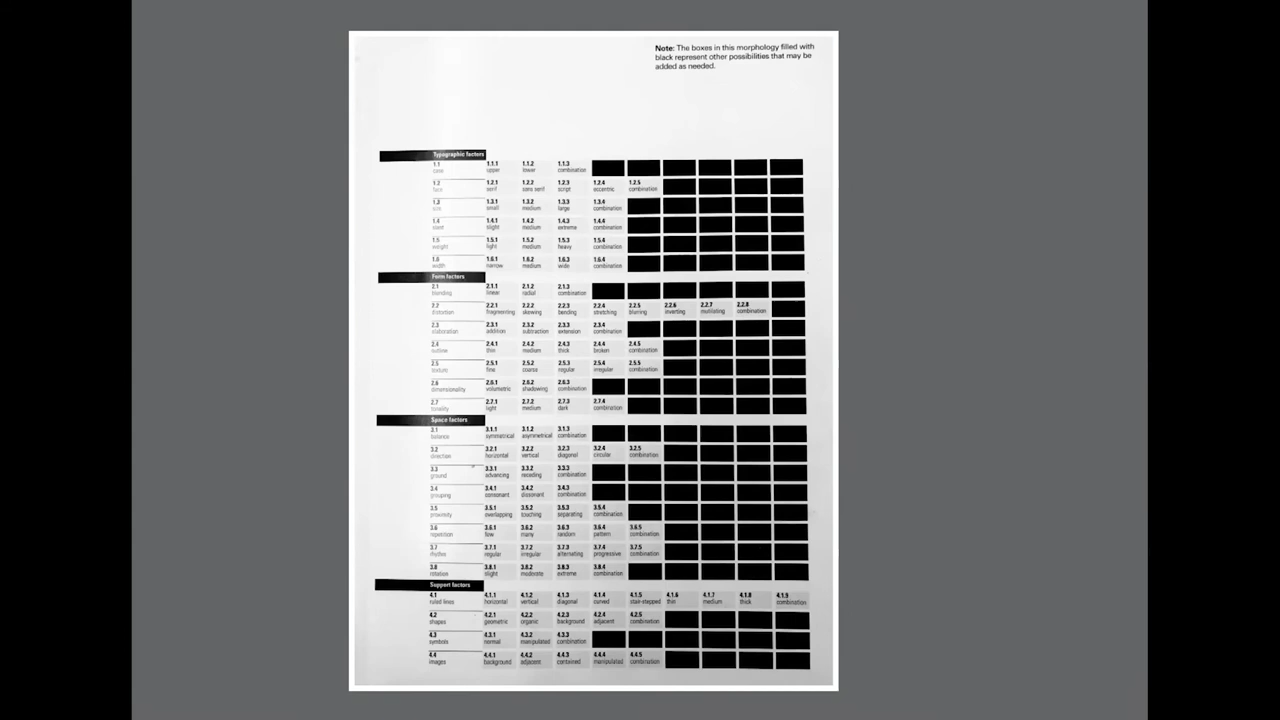 Note: The boxes in this morphology filled with
black represent other possibilities that may be
added as needed.
Typographic factors
1.1 1.1.1 1.1.2 1.1.3
case upper lower combination
1.2 1.2.1 1.2.2 1.2.3 1.2.4 1.2.5
face serif sans serif script eccentric combination
1.3 1.3.1 1.3.2 1.3.3 1.3.4
size small medium large combination
1.4 1.4.1 1.4.2 1.4.3 1.4.4
slant slight medium extreme combination
1.5 1.5.1 1.5.2 1.5.3 1.5.4
weight light medium heavy combination
1.6 1.6.1 1.6.2 1.6.3 1.6.4
width narrow medium wide combination
Form factors
2.1 2.1.1 2.1.2 2.1.3
blending linear radial combination
2.2 2.2.1 2.2.2 2.2.3 2.2.4 2.2.5 2.2.6 2.2.7 2.2.8
distortion fragmenting skewing bending stretching blurring inverting mutilating combination
2.3 2.3.1 2.3.2 2.3.3 2.3.4
elaboration addition subtraction extension combination
2.4 2.4.1 2.4.2 2.4.3 2.4.4 2.4.5
outline thin medium thick broken combination
2.5 2.5.1 2.5.2 2.5.3 2.5.4 2.5.5
texture fine coarse regular irregular combination
2.6 2.6.1 2.6.2 2.6.3
dimensionality volumetric shadowing combination
2.7 2.7.1 2.7.2 2.7.3 2.7.4
tonality light medium dark combination
Space factors
3.1 3.1.1 3.1.2 3.1.3
balance symmetrical asymmetrical combination
3.2 3.2.1 3.2.2 3.2.3 3.2.4 3.2.5
direction horizontal vertical diagonal circular combination
3.3 3.3.1 3.3.2 3.3.3
ground advancing receding combination
3.4 3.4.1 3.4.2 3.4.3
grouping consonant dissonant combination
3.5 3.5.1 3.5.2 3.5.3 3.5.4
proximity overlapping touching separating combination
3.6 3.6.1 3.6.2 3.6.3 3.6.4 3.6.5
repetition few many random pattern combination
3.7 3.7.1 3.7.2 3.7.3 3.7.4 3.7.5
rhythm regular irregular alternating progressive combination
3.8 3.8.1 3.8.2 3.8.3 3.8.4
rotation slight moderate extreme combination
Support factors
4.1 4.1.1 4.1.2 4.1.3 4.1.4 4.1.5 4.1.6 4.1.7 4.1.8 4.1.9
ruled lines horizontal vertical diagonal curved stair-stepped thin medium thick combination
4.2 4.2.1 4.2.2 4.2.3 4.2.4 4.2.5
shapes geometric organic background adjacent combination
4.3 4.3.1 4.3.2 4.3.3
symbols normal manipulated combination
4.4 4.4.1 4.4.2 4.4.3 4.4.4 4.4.5
images background adjacent contained manipulated combination